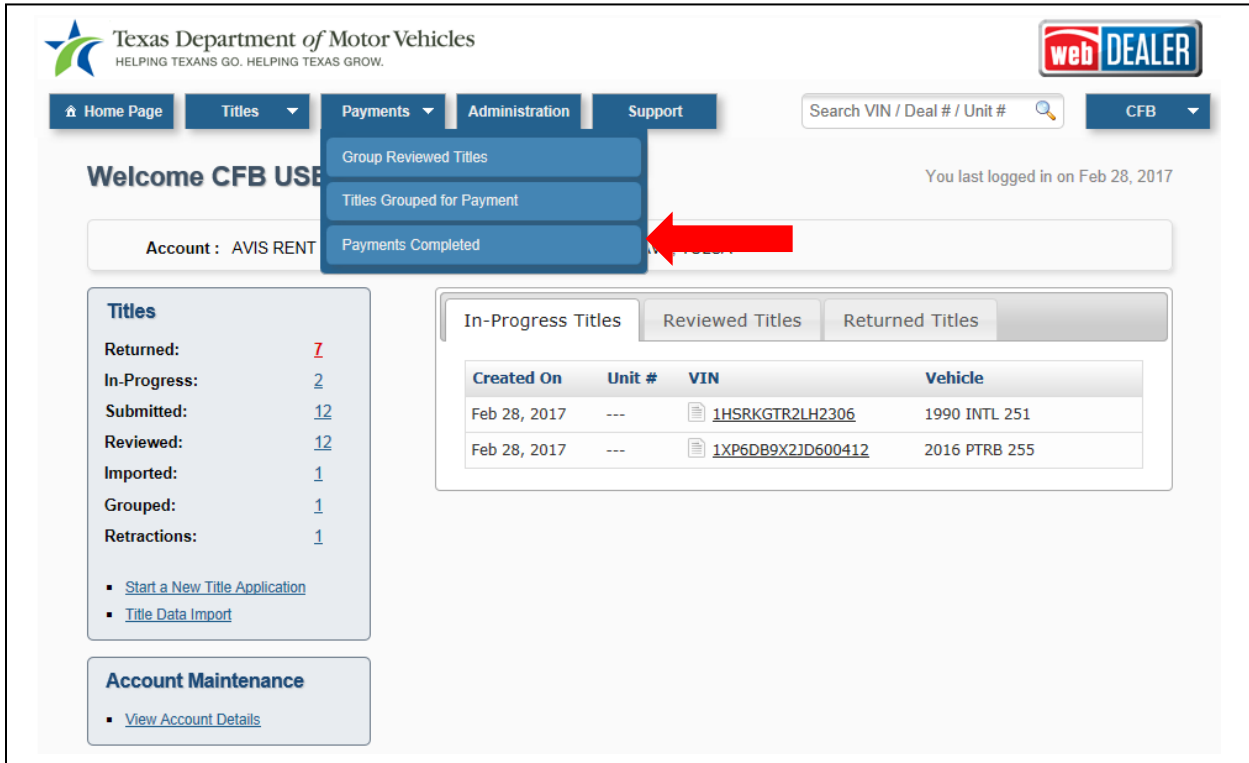 Texas Department of Motor Vehicles
HELPING TEXANS GO. HELPING TEXAS GROW.
web DEALER
Home Page Titles Payments Administration Support Search VIN / Deal # / Unit # CFB
Group Reviewed Titles
Welcome CFB You last logged in on Feb 28, 2017
Titles Grouped for Payment
Account : AVIS RENT
Payments Completed
Titles
In-Progress Titles Reviewed Titles Returned Titles
Returned: 7
In-Progress: 2
Created On Unit # VIN Vehicle
Submitted: 12
Feb 28, 2017 --- 1HSRKGTR2LH2306 1990 INTL 251
Reviewed: 12
Feb 28, 2017 --- 1XP6DB9X2JD600412 2016 PTRB 255
Imported: 1
Grouped: 1
Retractions: 1
Start a New Title Application
Title Data Import
Account Maintenance
View Account Details